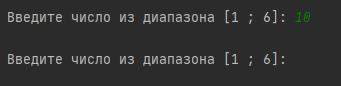 Введите число из диапазона [1 ; 6]: 10
Введите число из диапазона [1 ; 6]: